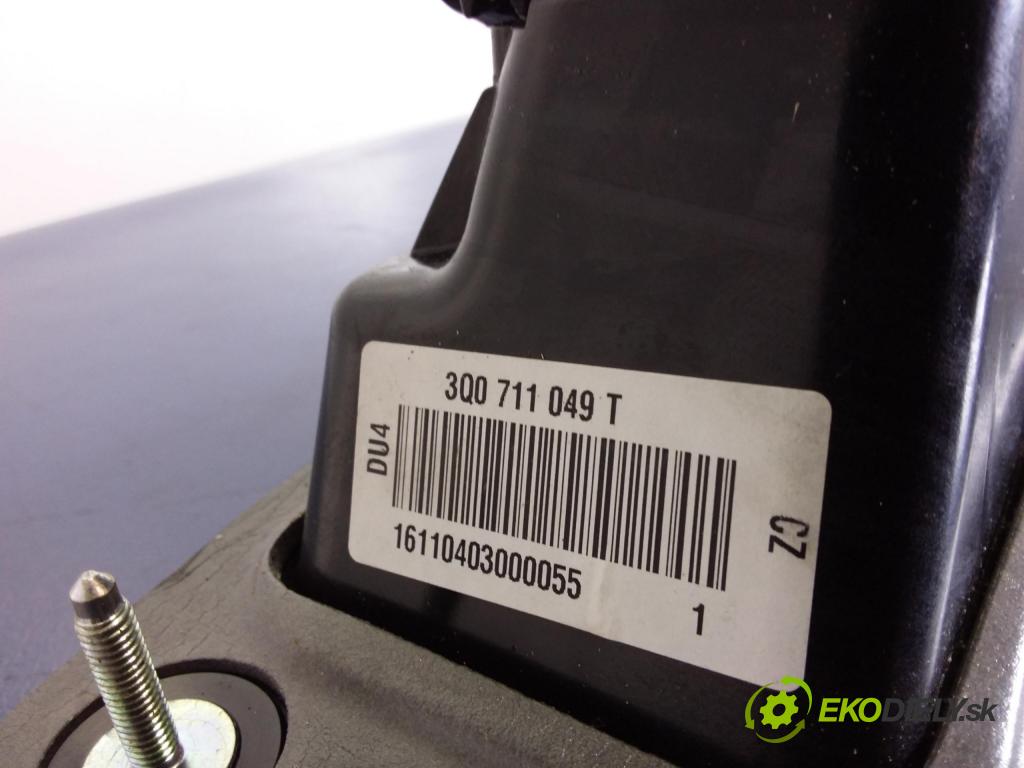 3Q0 711 049 T
DU4
16110403000055
1
CZ
EKODIELY.sk